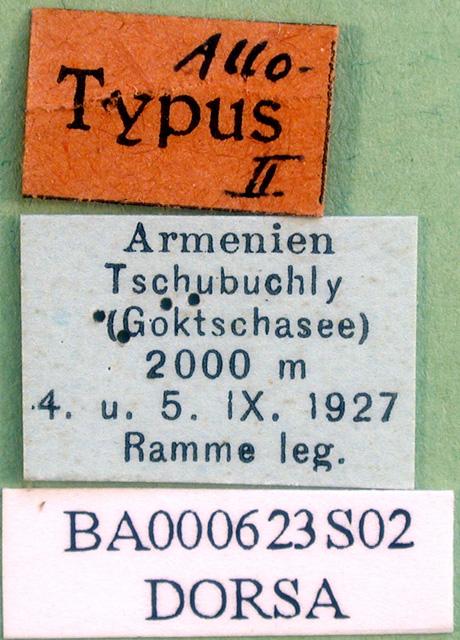 Allo-
Typus
II
Armenien
Tschubuchly
(Goktschasee)
2000 m
4. u. 5. IX. 1927
Ramme leg.
BA000623S02
DORSA